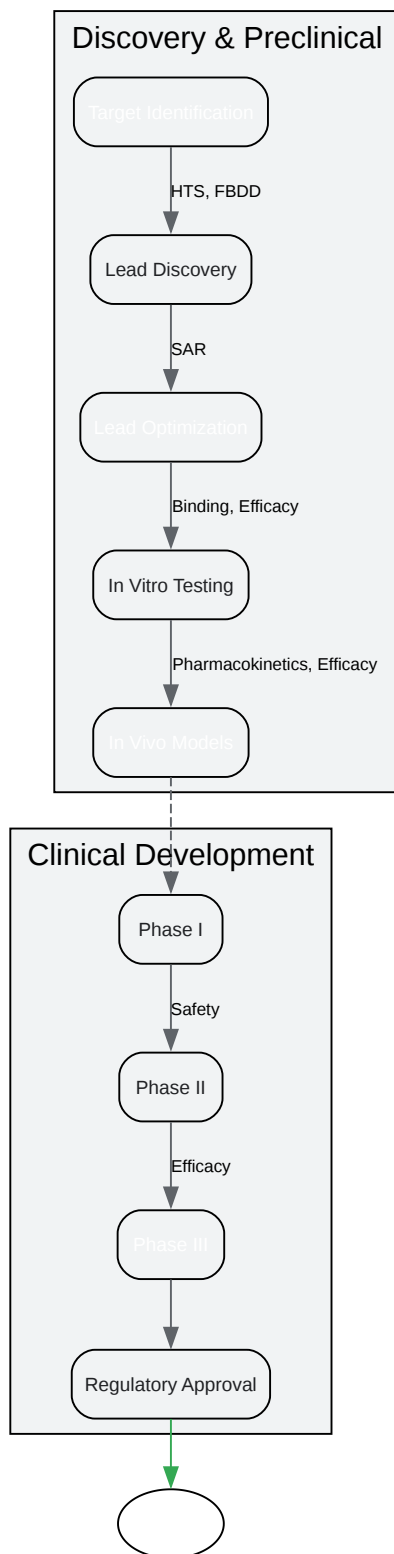 Discovery & Preclinical
Target Identification
HTS, FBDD
Lead Discovery
SAR
Lead Optimization
Binding, Efficacy
In Vitro Testing
Pharmacokinetics, Efficacy
In Vivo Models
Clinical Development
Phase I
Safety
Phase II
Efficacy
Phase III
Regulatory Approval